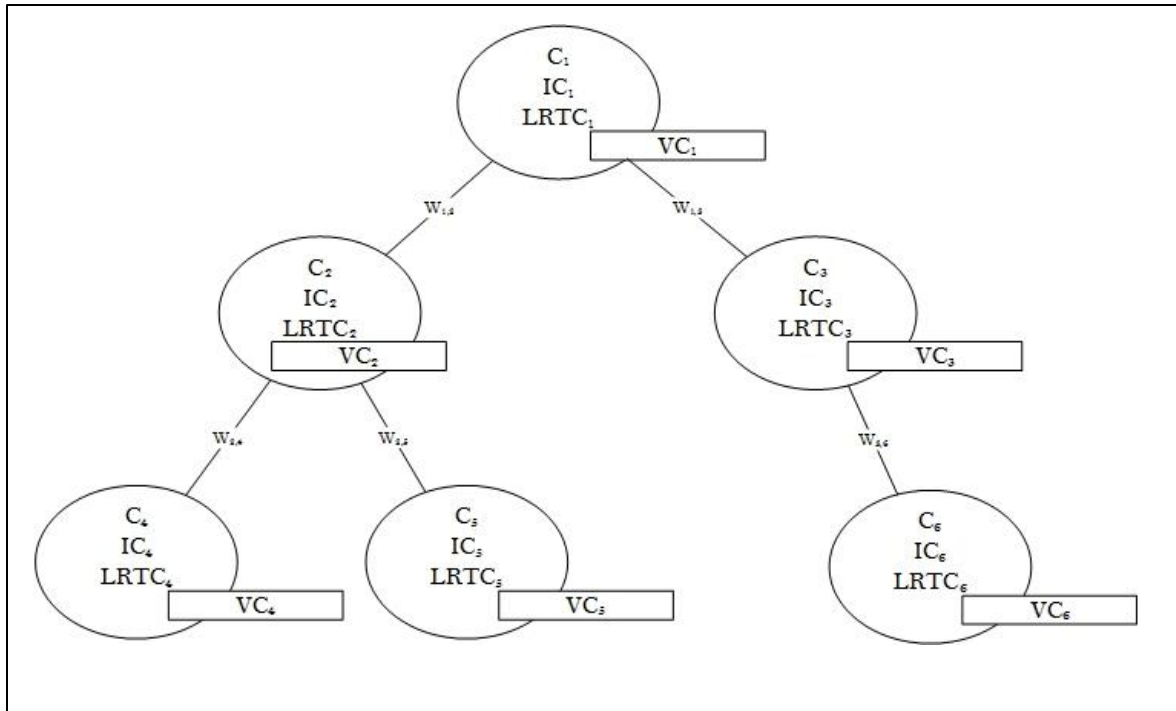 C₁
IC₁
LRTC₁
VC₁
W₁,₂
W₁,₃
C₂
IC₂
LRTC₂
VC₂
C₃
IC₃
LRTC₃
VC₃
W₂,₄
W₂,₅
W₃,₆
C₄
IC₄
LRTC₄
VC₄
C₅
IC₅
LRTC₅
VC₅
C₆
IC₆
LRTC₆
VC₆